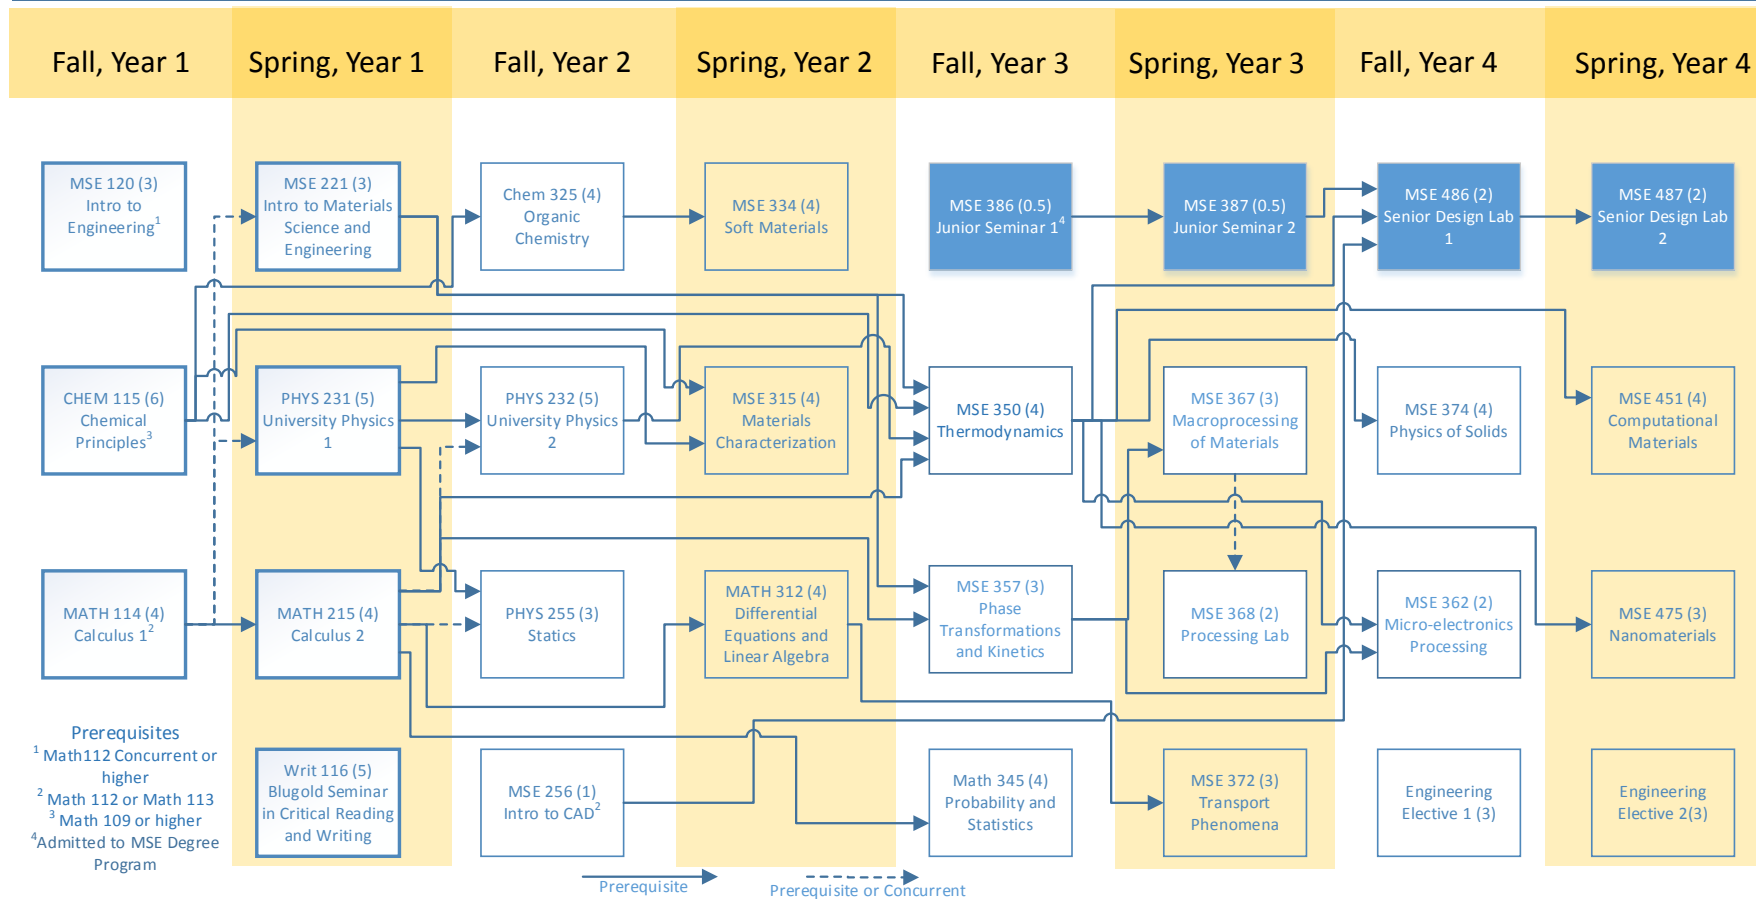 Fall, Year 1
Spring, Year 1
Fall, Year 2
Spring, Year 2
Fall, Year 3
Spring, Year 3
Fall, Year 4
Spring, Year 4
MSE 120 (3)
Intro to
Engineering1
MSE 221 (3)
Intro to Materials
Science and
Engineering
Chem 325 (4)
Organic
Chemistry
MSE 334 (4)
Soft Materials
MSE 386 (0.5)
Junior Seminar 14
MSE 387 (0.5)
Junior Seminar 2
MSE 486 (2)
Senior Design Lab
1
MSE 487 (2)
Senior Design Lab
2
CHEM 115 (6)
Chemical
Principles3
PHYS 231 (5)
University Physics
1
PHYS 232 (5)
University Physics
2
MSE 315 (4)
Materials
Characterization
MSE 350 (4)
Thermodynamics
MSE 367 (3)
Macroprocessing
of Materials
MSE 374 (4)
Physics of Solids
MSE 451 (4)
Computational
Materials
MATH 114 (4)
Calculus 12
MATH 215 (4)
Calculus 2
PHYS 255 (3)
Statics
MATH 312 (4)
Differential
Equations and
Linear Algebra
MSE 357 (3)
Phase
Transformations
and Kinetics
MSE 368 (2)
Processing Lab
MSE 362 (2)
Micro-electronics
Processing
MSE 475 (3)
Nanomaterials
Prerequisites
1 Math112 Concurrent or
higher
2 Math 112 or Math 113
3 Math 109 or higher
4Admitted to MSE Degree
Program
Writ 116 (5)
Blugold Seminar
in Critical Reading
and Writing
MSE 256 (1)
Intro to CAD2
Math 345 (4)
Probability and
Statistics
MSE 372 (3)
Transport
Phenomena
Engineering
Elective 1 (3)
Engineering
Elective 2(3)
Prerequisite
Prerequisite or Concurrent